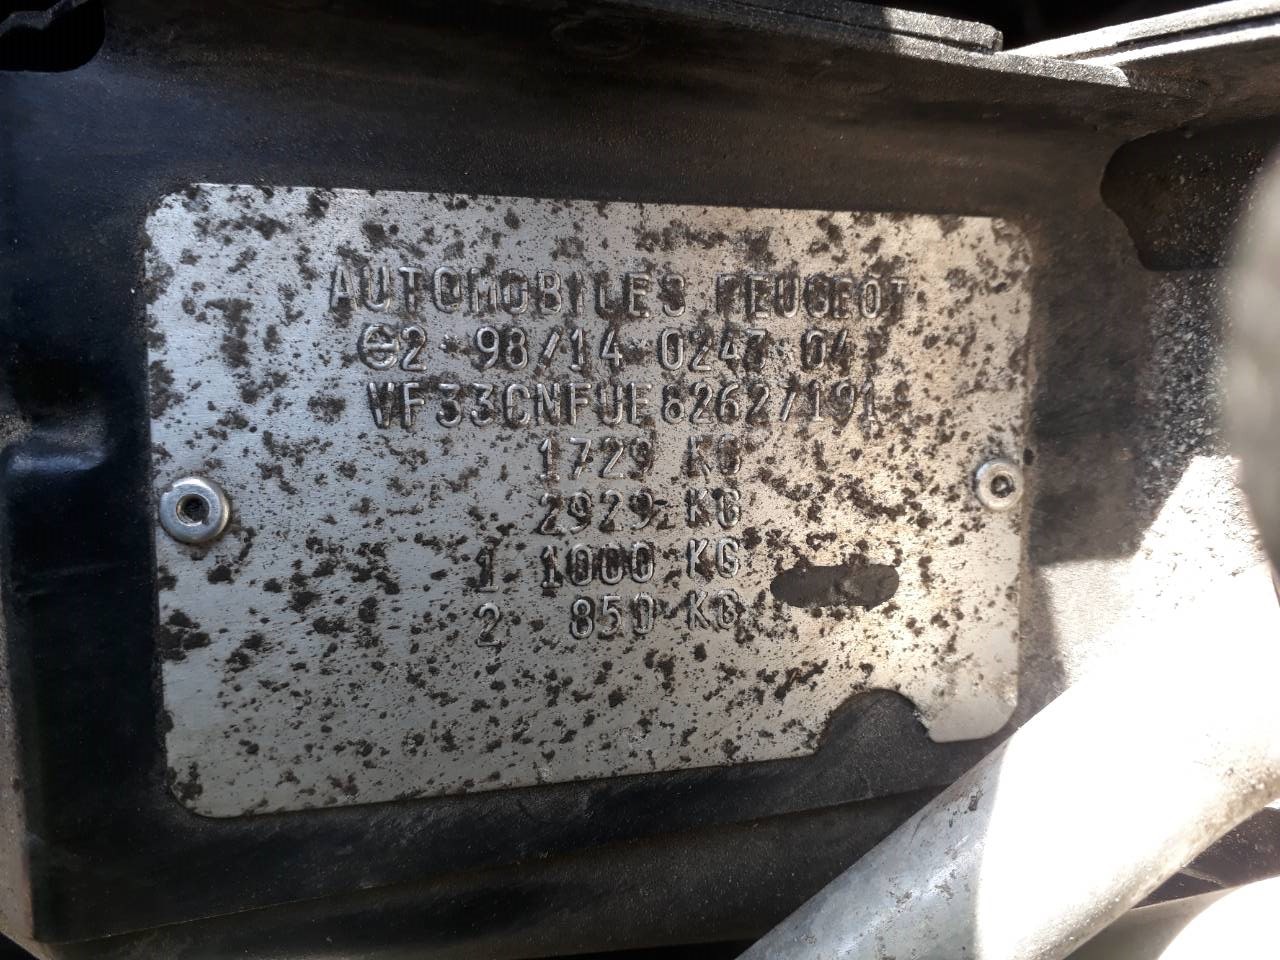 AUTOMOBILES PEUGEOT
e2*98/14*0247*04*
VF33CNFUE82627191
1729 KG
2929 KG
1 1000 KG
2 850 KG